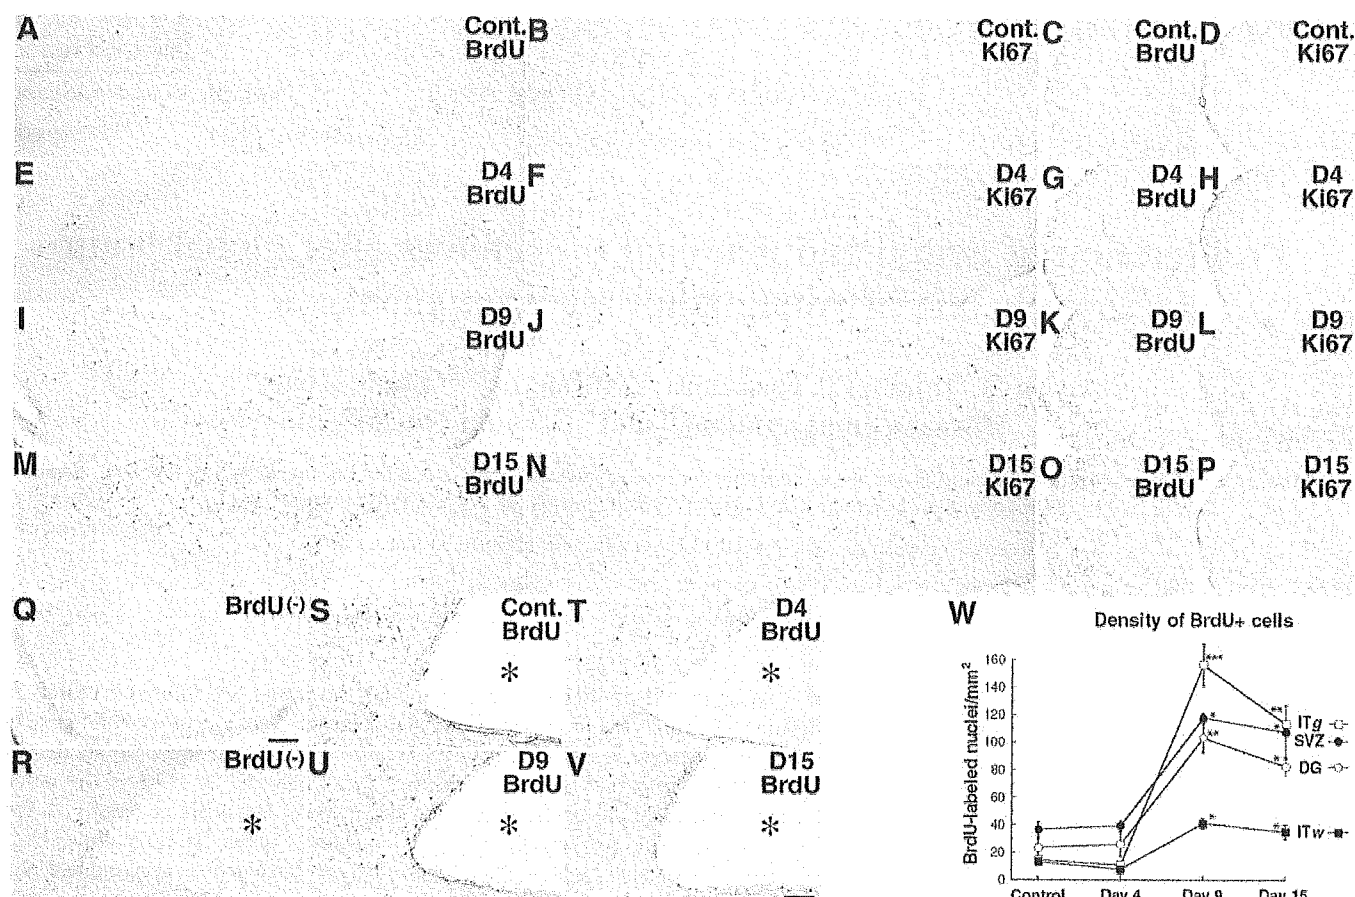 A Cont. B Cont. C Cont. D Cont.
BrdU Ki67 BrdU Ki67
E D4 F D4 G D4 H D4
BrdU Ki67 BrdU Ki67
I D9 J D9 K D9 L D9
BrdU Ki67 BrdU Ki67
M D15 N D15 O D15 P D15
BrdU Ki67 BrdU Ki67
Q BrdU(-) S Cont. T D4
BrdU BrdU
*
*
R BrdU(-) U D9 V D15
BrdU BrdU
*
*
*
W
Density of BrdU+ cells
BrdU-labeled nuclei/mm²
160
140
120
100
80
60
40
20
0
***
*
**
*
**
*
**
*
ITg
SVZ
DG
ITw
Control Day 4 Day 9 Day 15